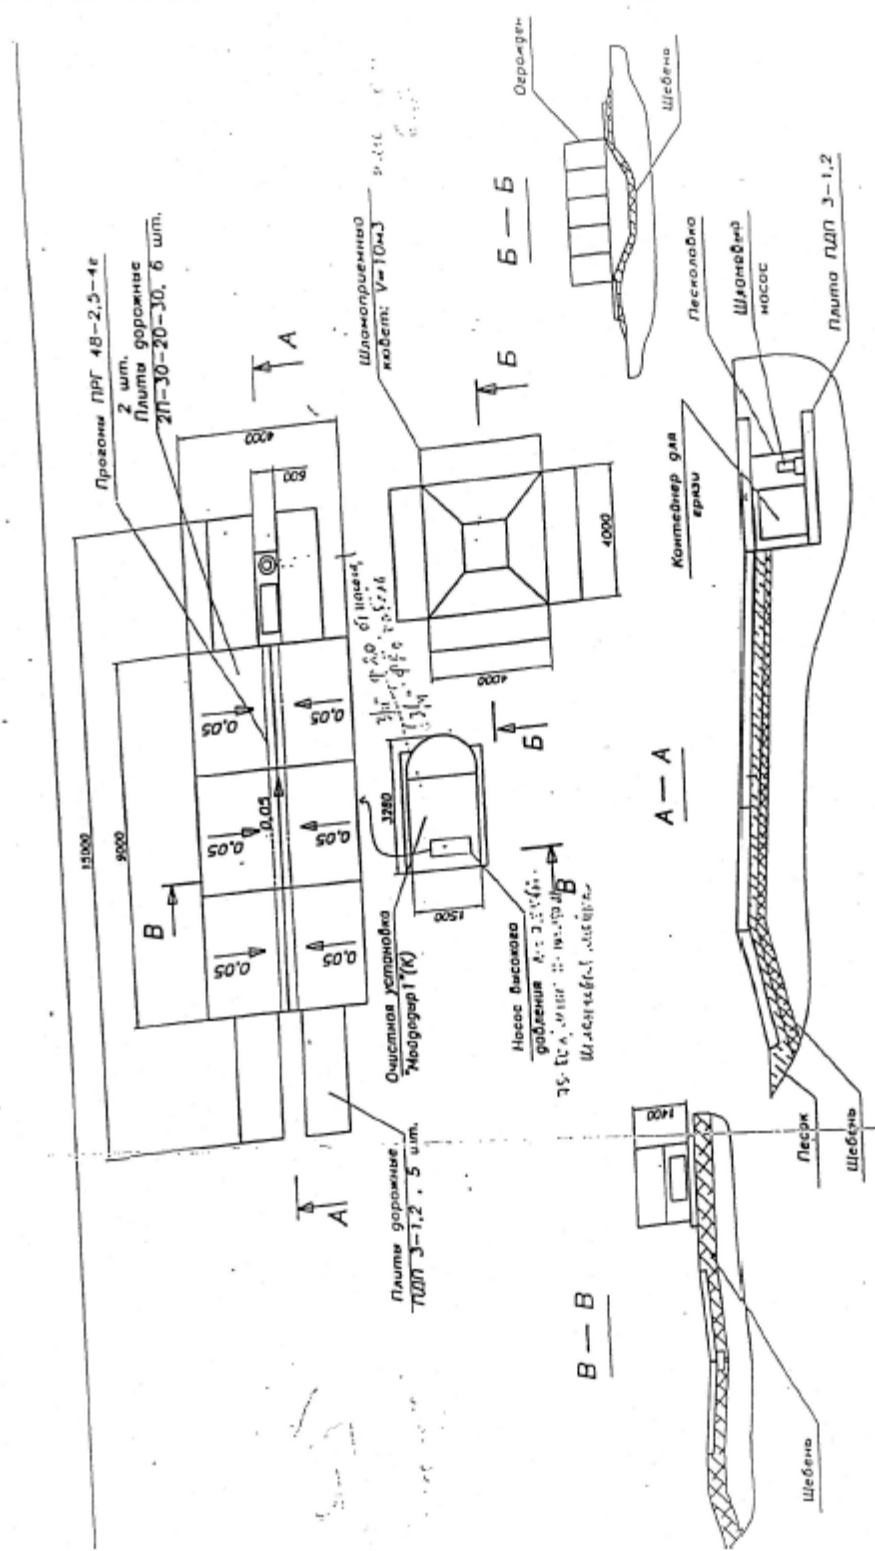 15000
9000
Прогоны ПРГ 48-2,5-4т
2 шт.
Плиты дорожные
2П-30-20-30, 6 шт.
4000
600
А
В
0,05
0,05
0,05
0,05
0,05
0,05
0,05
А
Плиты дорожные
ПДП 3-1,2 , 5 шт.
Очистная установка
"Мойдодыр 1"(К)
3280
1500
Насос высокого
давления
В
Шламоприемный
кювет: V=10м3
4000
4000
Б
Б
Б — Б
Огражден
Щебень
А — А
Контейнер для
грязи
Песколовка
Шламовый
насос
Плита ПДП 3-1,2
Песок
Щебень
В — В
1400
Щебень